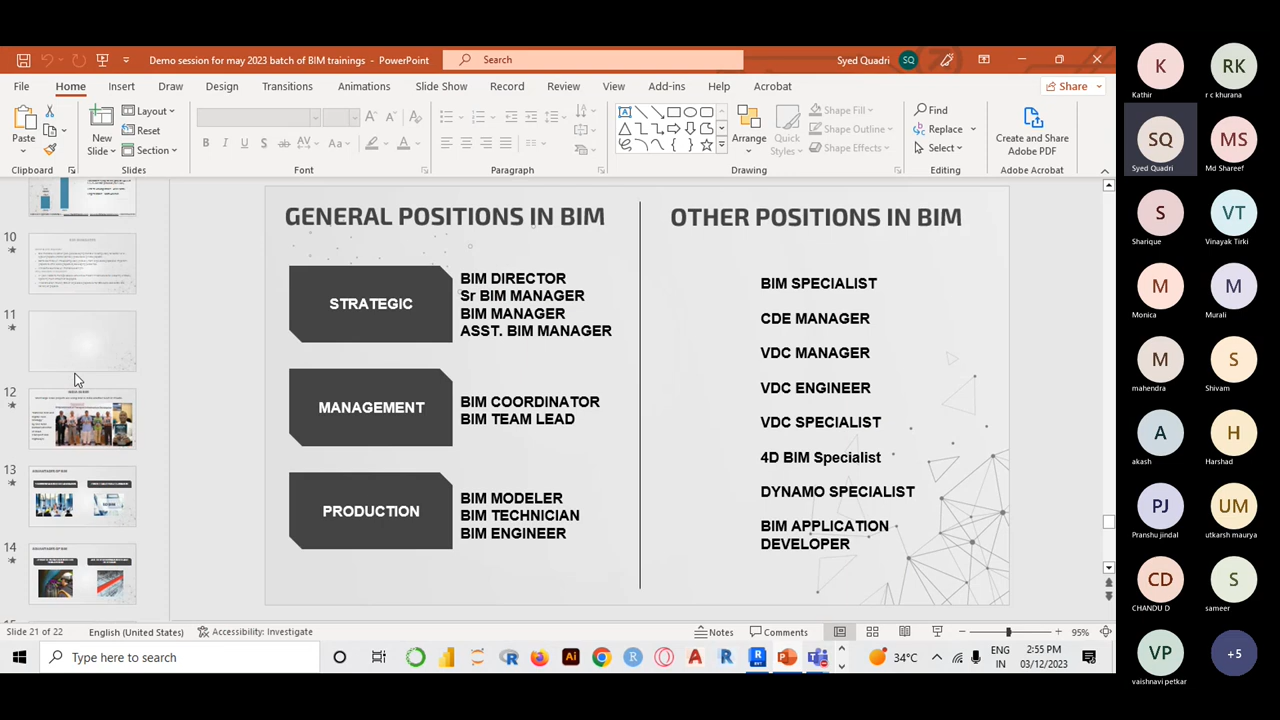 Demo session for may 2023 batch of BIM trainings - PowerPoint
Search
Syed Quadri
SQ
File
Home
Insert
Draw
Design
Transitions
Animations
Slide Show
Record
Review
View
Add-ins
Help
Acrobat
Share
Paste
New
Slide
Layout
Reset
Section
Shape Fill
Shape Outline
Shape Effects
Arrange
Quick
Styles
Find
Replace
Select
Create and Share
Adobe PDF
Clipboard
Slides
Font
Paragraph
Drawing
Editing
Adobe Acrobat
10
11
12
13
14
GENERAL POSITIONS IN BIM
STRATEGIC
BIM DIRECTOR
Sr BIM MANAGER
BIM MANAGER
ASST. BIM MANAGER
MANAGEMENT
BIM COORDINATOR
BIM TEAM LEAD
PRODUCTION
BIM MODELER
BIM TECHNICIAN
BIM ENGINEER
OTHER POSITIONS IN BIM
BIM SPECIALIST
CDE MANAGER
VDC MANAGER
VDC ENGINEER
VDC SPECIALIST
4D BIM Specialist
DYNAMO SPECIALIST
BIM APPLICATION
DEVELOPER
Slide 21 of 22
English (United States)
Accessibility: Investigate
Notes
Comments
95%
Type here to search
34°C
ENG
IN
2:55 PM
03/12/2023
K
Kathir
RK
r c khurana
SQ
Syed Quadri
MS
Md Shareef
S
Sharique
VT
Vinayak Tirki
M
Monica
M
Murali
M
mahendra
S
Shivam
A
akash
H
Harshad
PJ
Pranshu jindal
UM
utkarsh maurya
CD
CHANDU D
S
sameer
VP
vaishnavi petkar
+5